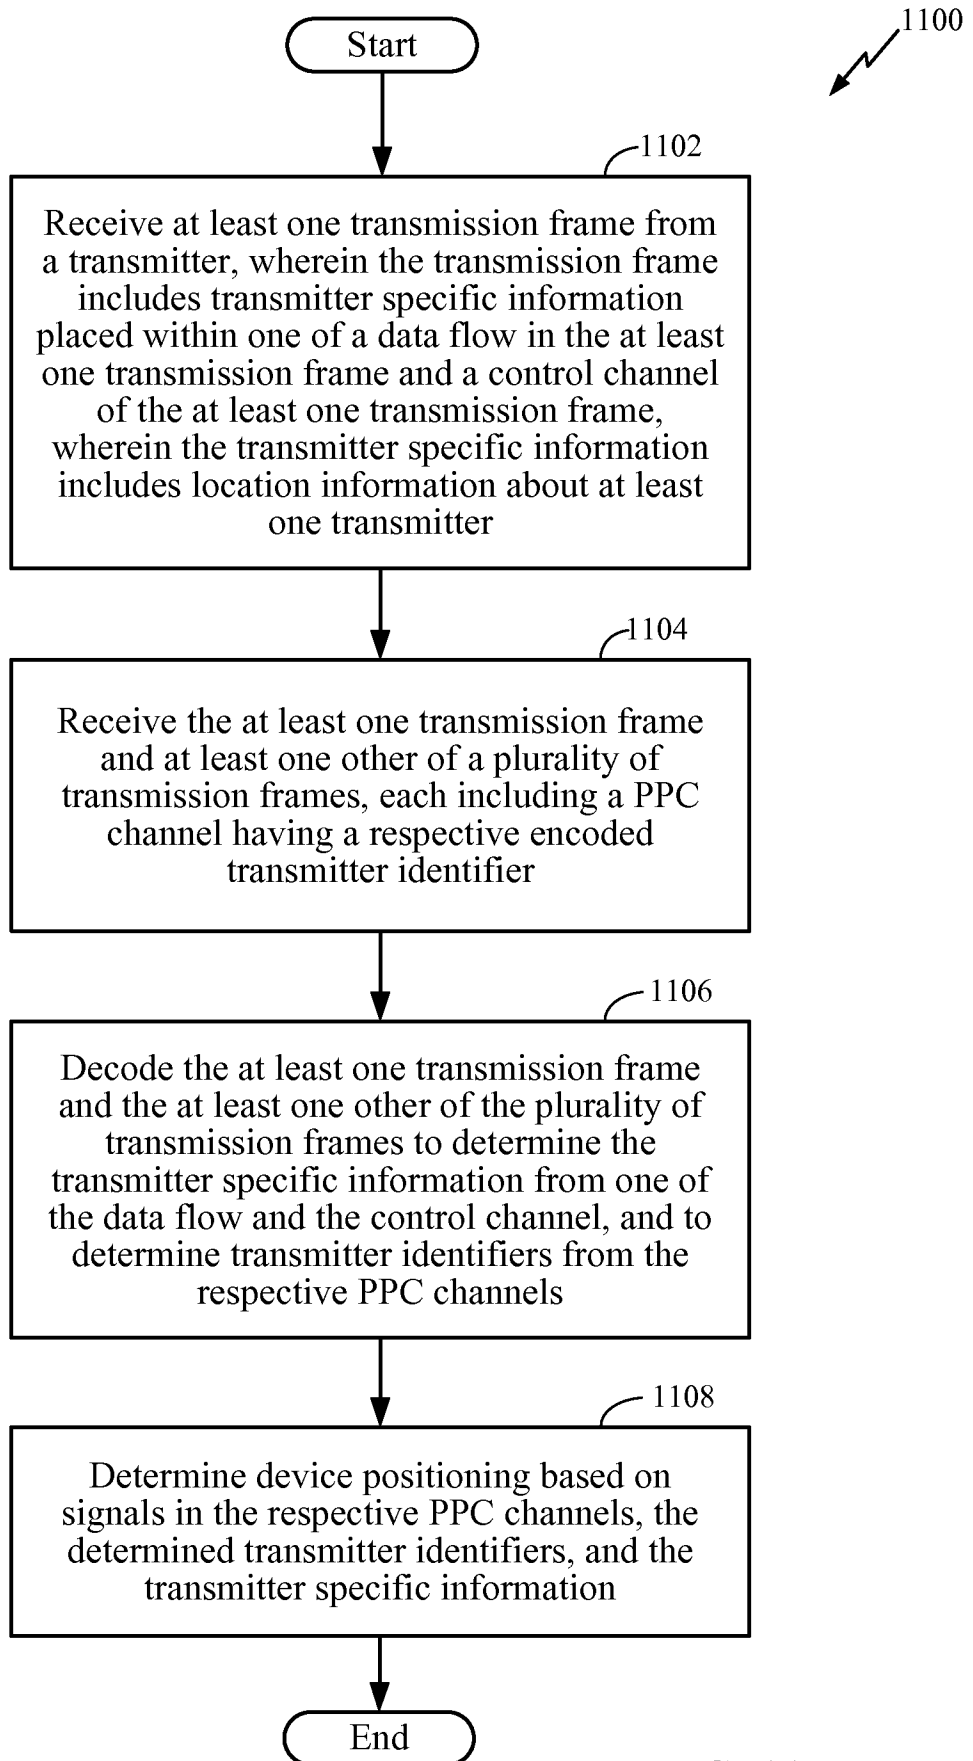 1100
Start
1102
Receive at least one transmission frame from
a transmitter, wherein the transmission frame
includes transmitter specific information
placed within one of a data flow in the at least
one transmission frame and a control channel
of the at least one transmission frame,
wherein the transmitter specific information
includes location information about at least
one transmitter
1104
Receive the at least one transmission frame
and at least one other of a plurality of
transmission frames, each including a PPC
channel having a respective encoded
transmitter identifier
1106
Decode the at least one transmission frame
and the at least one other of the plurality of
transmission frames to determine the
transmitter specific information from one of
the data flow and the control channel, and to
determine transmitter identifiers from the
respective PPC channels
1108
Determine device positioning based on
signals in the respective PPC channels, the
determined transmitter identifiers, and the
transmitter specific information
End